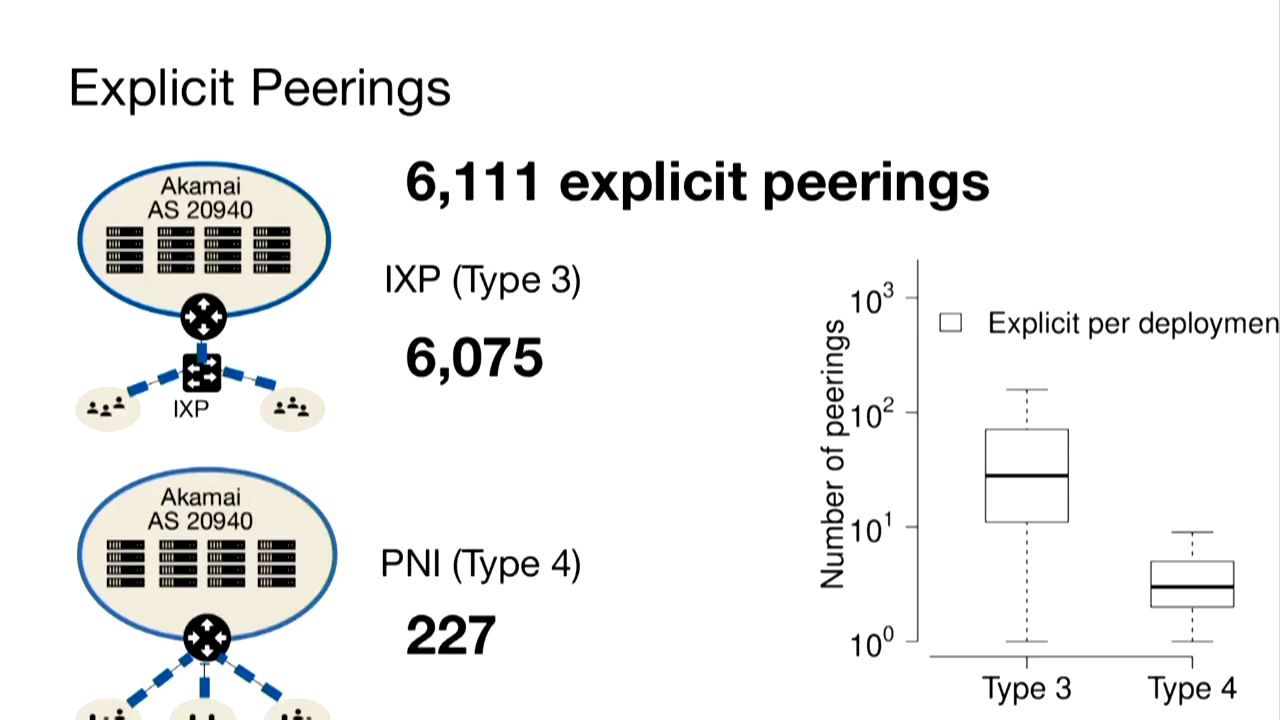 Explicit Peerings
Akamai
AS 20940
IXP
6,111 explicit peerings
IXP (Type 3)
6,075
Akamai
AS 20940
PNI (Type 4)
227
Number of peerings
10³
10²
10¹
10⁰
Explicit per deploymen
Type 3
Type 4